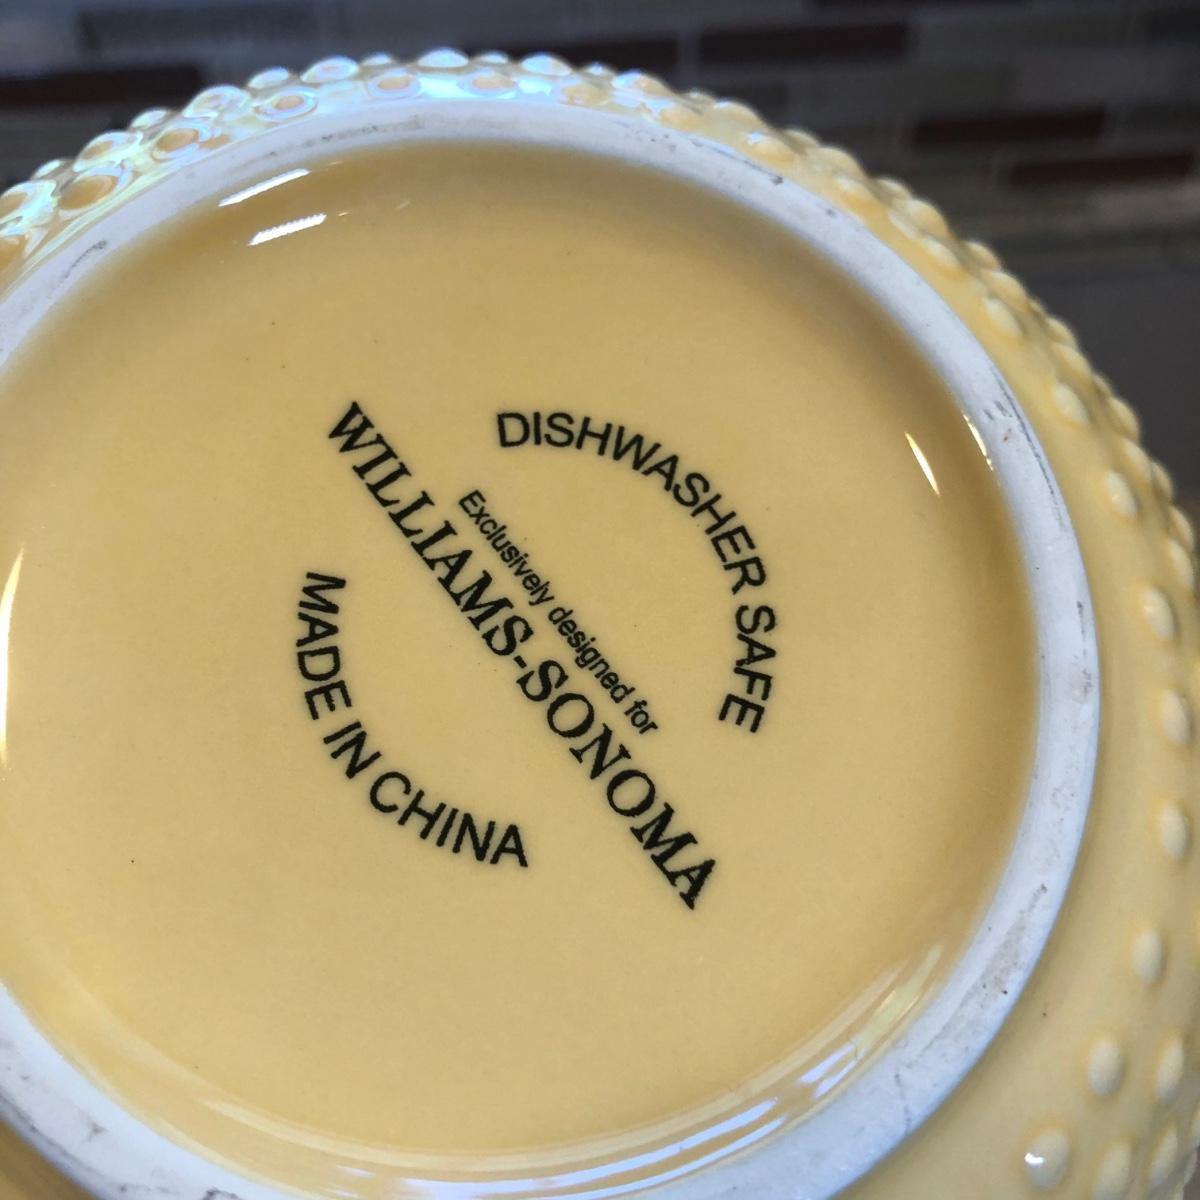 DISHWASHER SAFE
Exclusively designed for
WILLIAMS-SONOMA
MADE IN CHINA